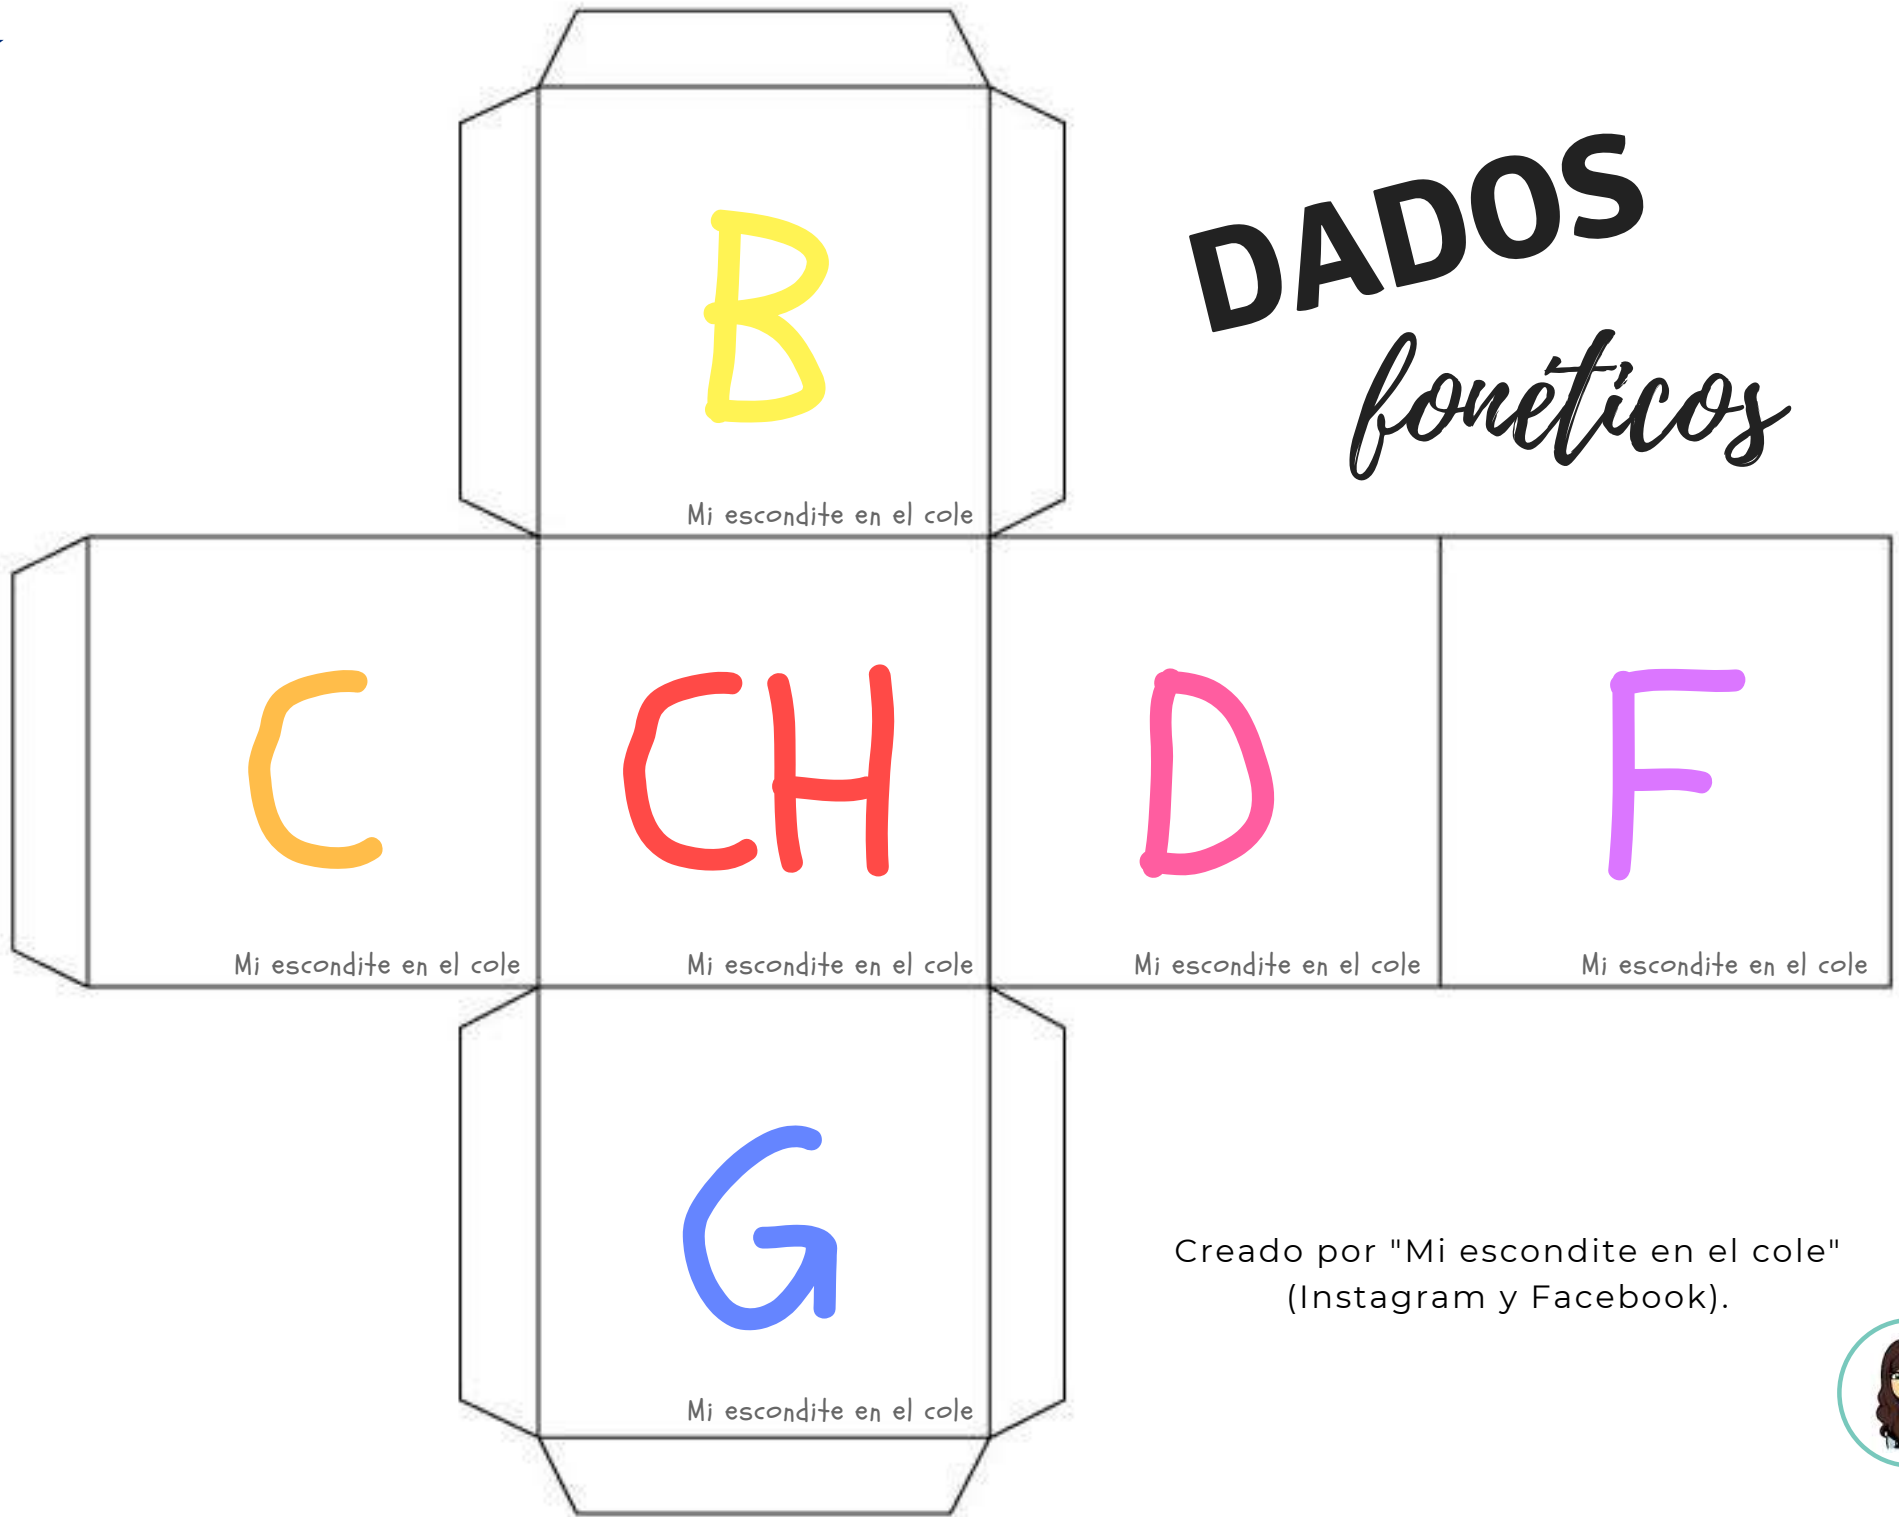 DADOS
fonéticos
B
Mi escondite en el cole
C
Mi escondite en el cole
CH
Mi escondite en el cole
D
Mi escondite en el cole
F
Mi escondite en el cole
G
Mi escondite en el cole
Creado por "Mi escondite en el cole"
(Instagram y Facebook).